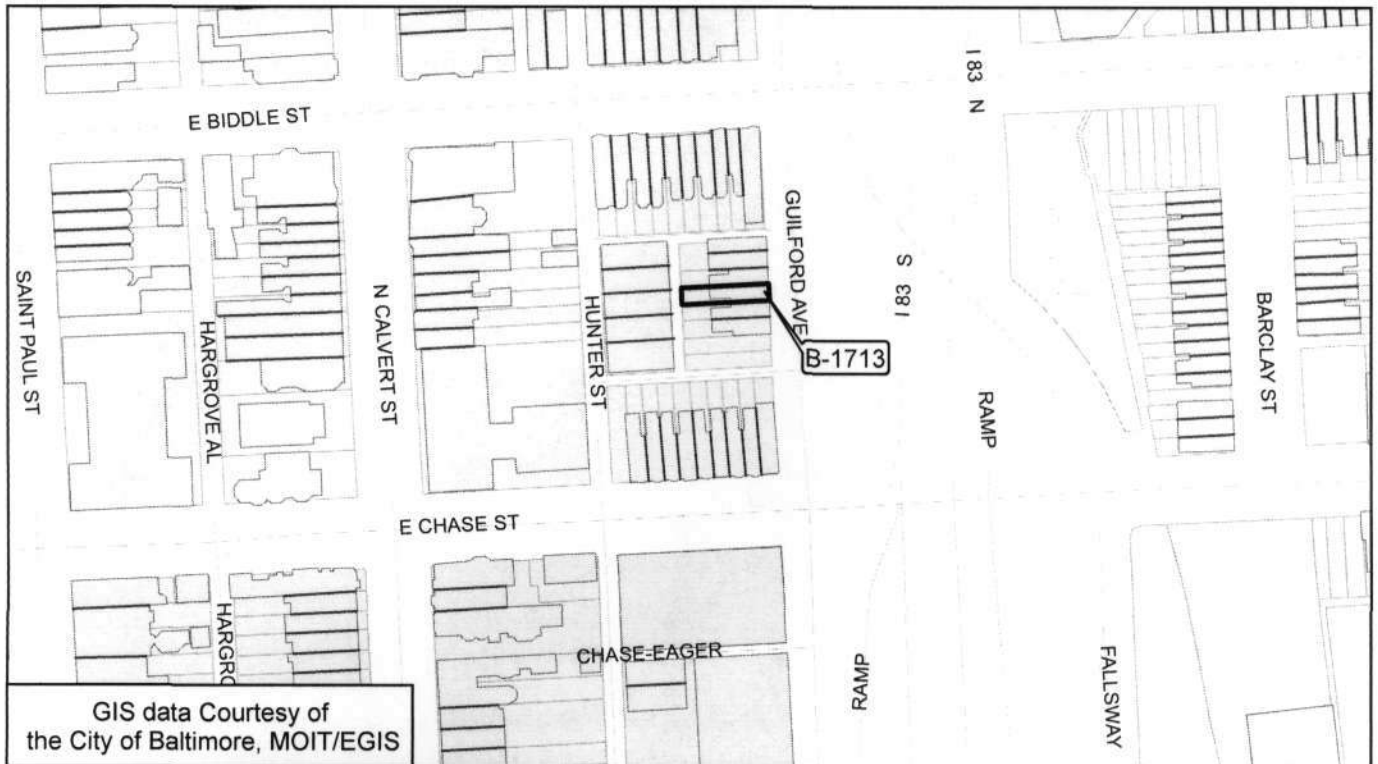 I 83 N
E BIDDLE ST
GUILFORD AVE
I 83 S
SAINT PAUL ST
HARGROVE AL
N CALVERT ST
HUNTER ST
B-1713
BARCLAY ST
RAMP
E CHASE ST
HARGRO
CHASE-EAGER
RAMP
FALLSWAY
GIS data Courtesy of
the City of Baltimore, MOIT/EGIS